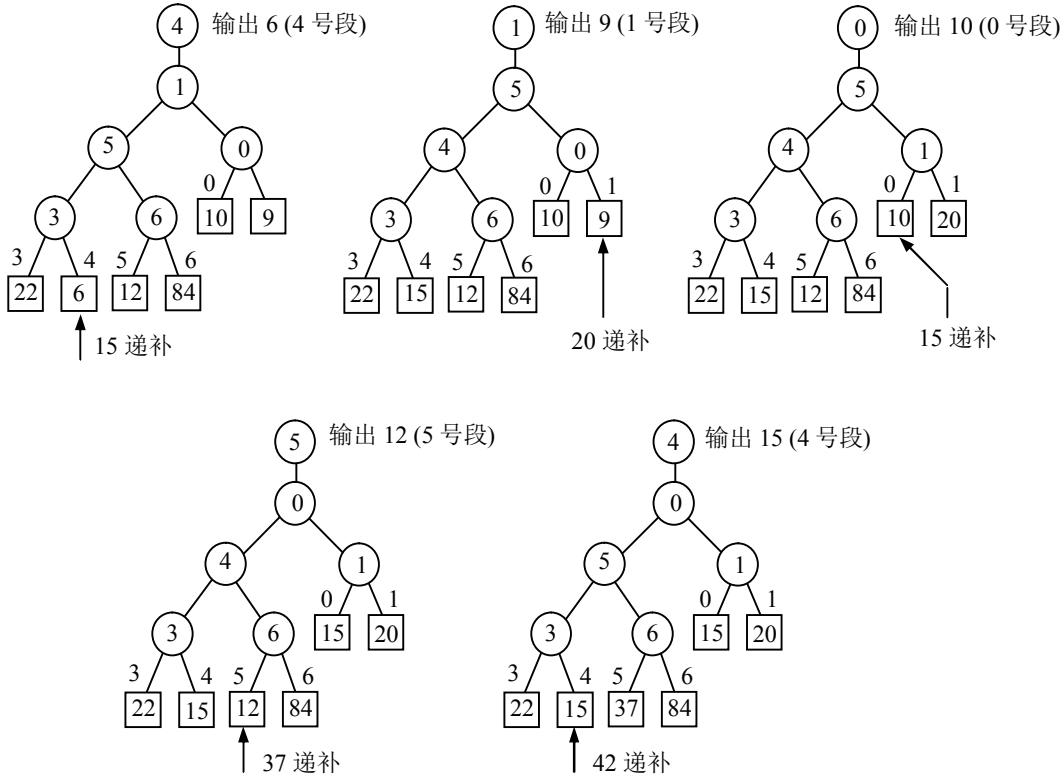 4 输出 6 (4 号段)
1
5 0
0
3 6 10 9
3 4 5 6
22 6 12 84
15 递补
1 输出 9 (1 号段)
5
4 0
0 1
3 6 10 9
3 4 5 6
22 15 12 84
20 递补
0 输出 10 (0 号段)
5
4 1
0 1
3 6 10 20
3 4 5 6
22 15 12 84
15 递补
5 输出 12 (5 号段)
0
4 1
0 1
3 6 15 20
3 4 5 6
22 15 12 84
37 递补
4 输出 15 (4 号段)
0
5 1
0 1
3 6 15 20
3 4 5 6
22 15 37 84
42 递补